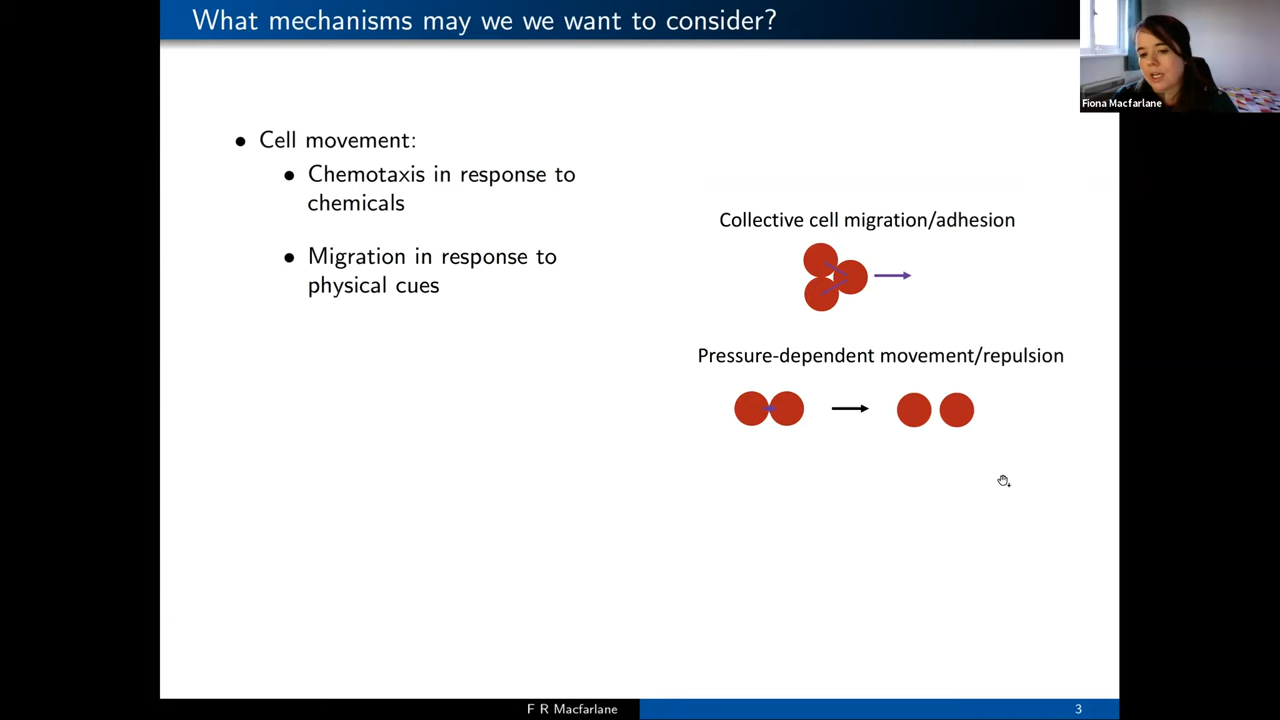 What mechanisms may we we want to consider?
Fiona Macfarlane
• Cell movement:
• Chemotaxis in response to
chemicals
• Migration in response to
physical cues
Collective cell migration/adhesion
Pressure-dependent movement/repulsion
F R Macfarlane
3